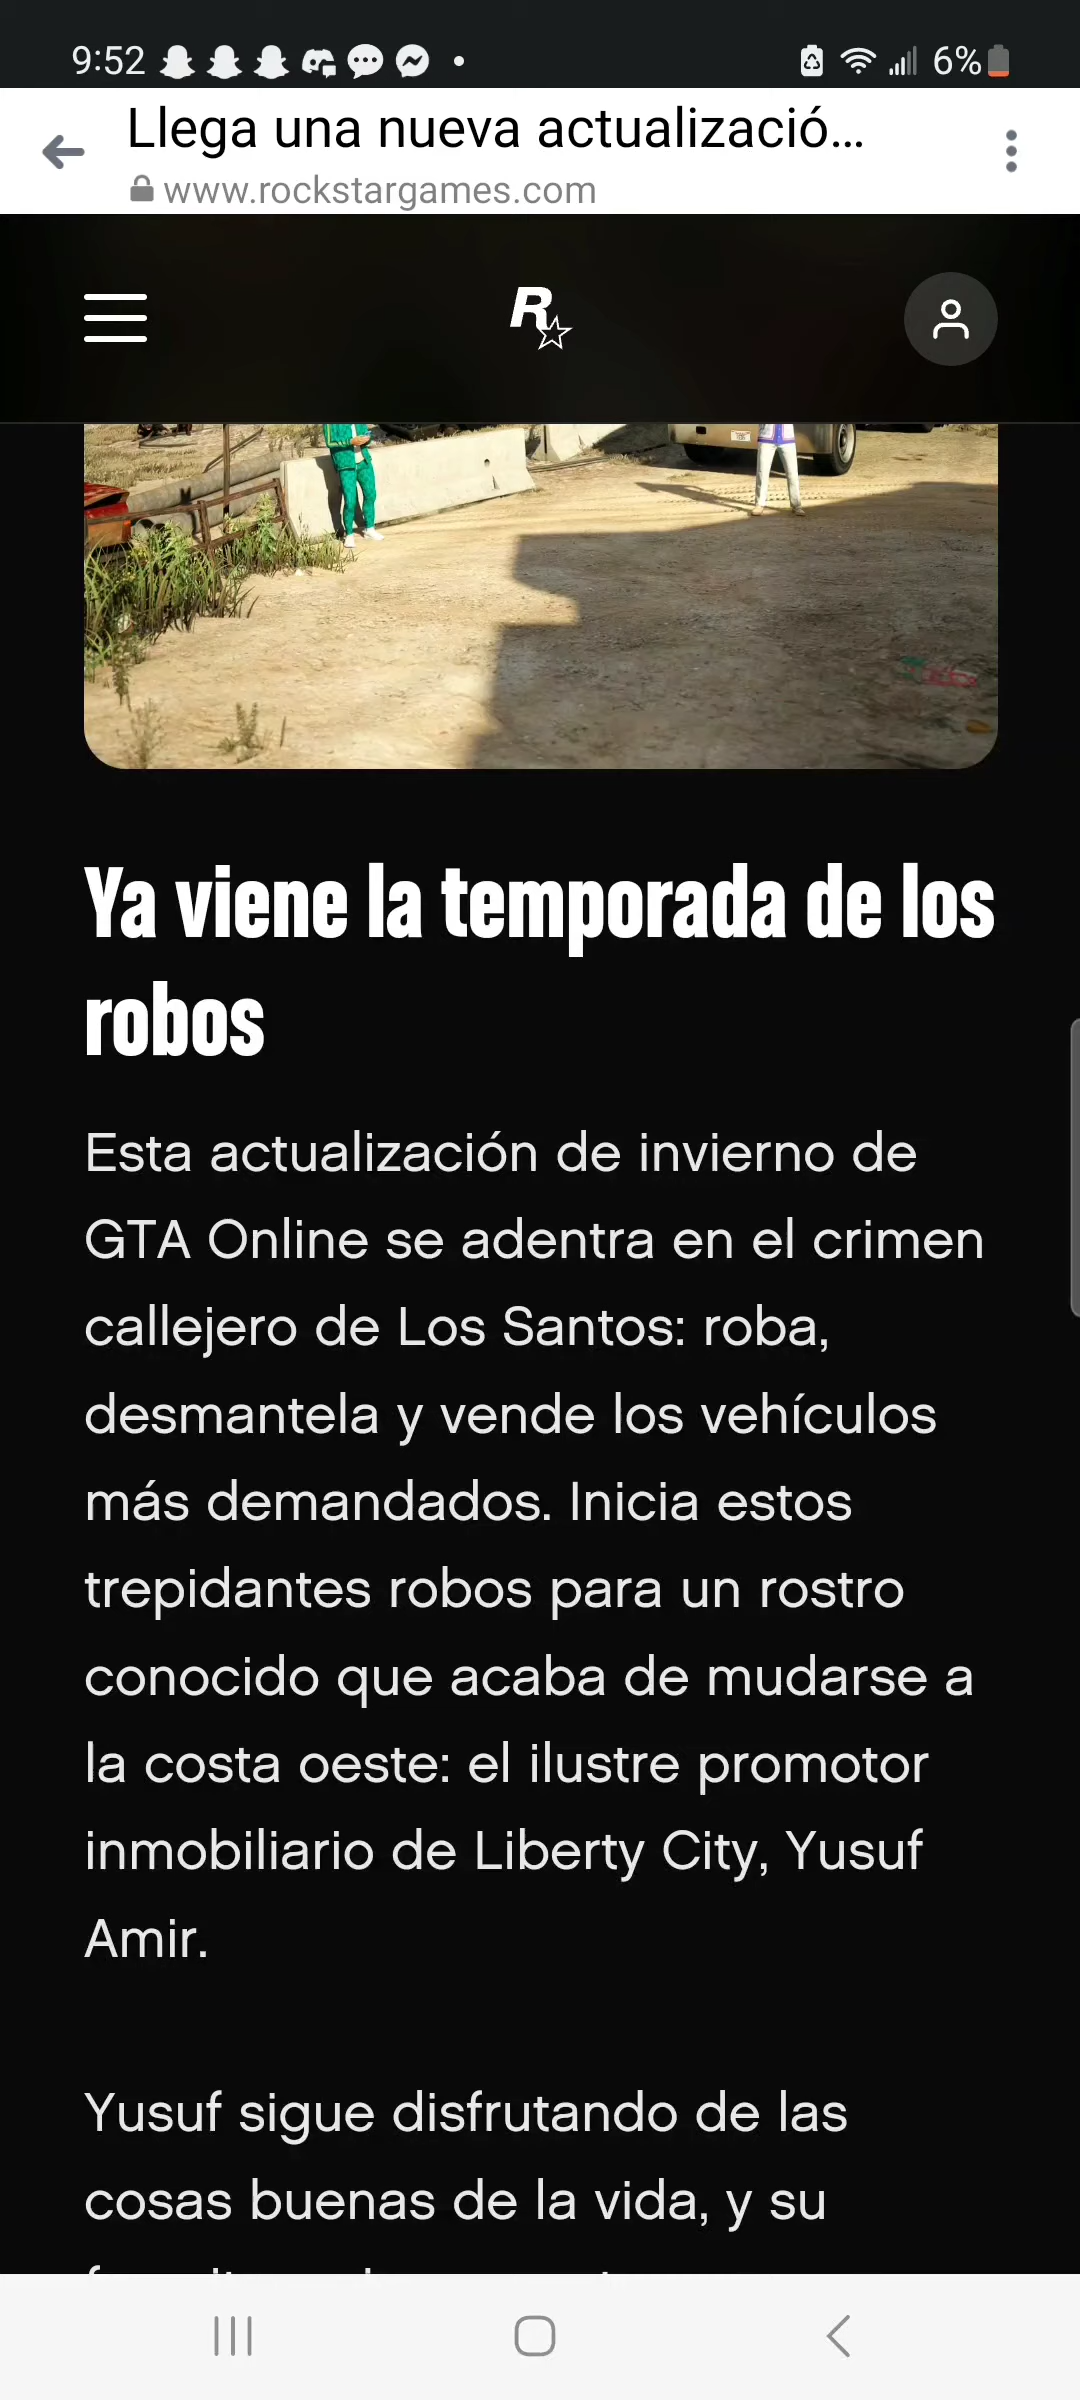 9:52
6%
Llega una nueva actualizació...
www.rockstargames.com
R
Ya viene la temporada de los
robos
Esta actualización de invierno de
GTA Online se adentra en el crimen
callejero de Los Santos: roba,
desmantela y vende los vehículos
más demandados. Inicia estos
trepidantes robos para un rostro
conocido que acaba de mudarse a
la costa oeste: el ilustre promotor
inmobiliario de Liberty City, Yusuf
Amir.
Yusuf sigue disfrutando de las
cosas buenas de la vida, y su